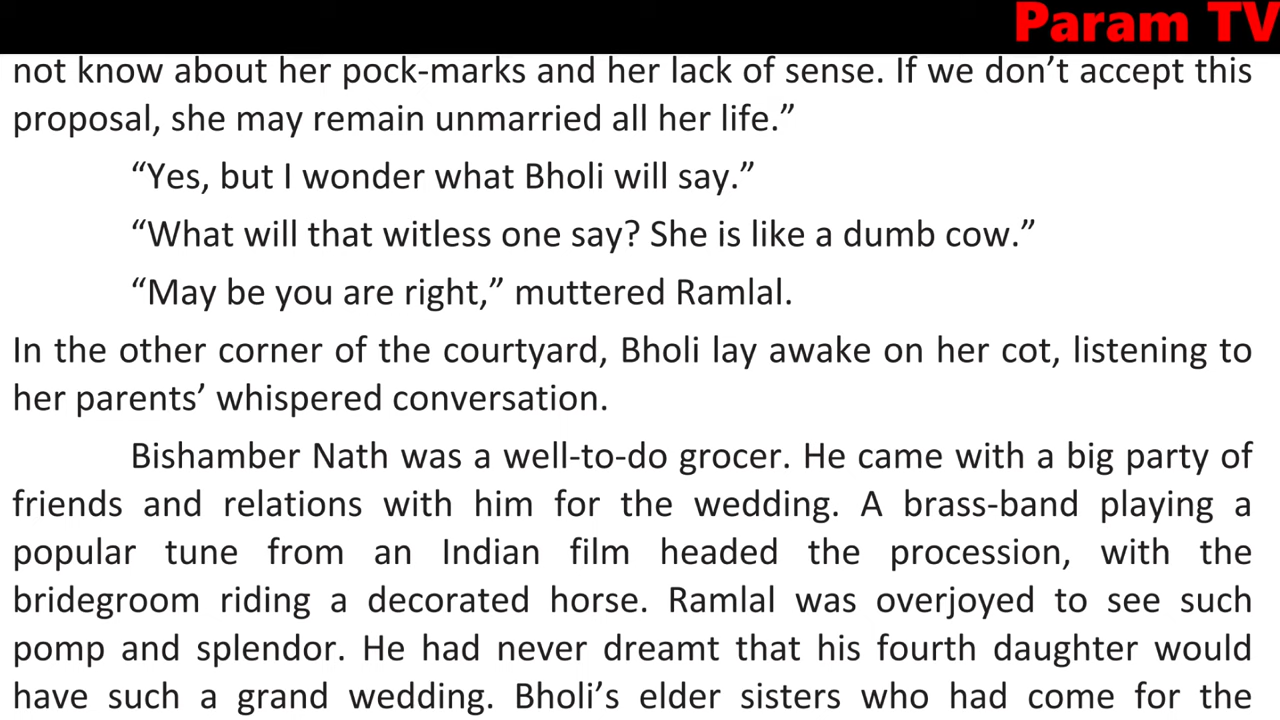 Param TV
not know about her pock-marks and her lack of sense. If we don’t accept this
proposal, she may remain unmarried all her life.”
“Yes, but I wonder what Bholi will say.”
“What will that witless one say? She is like a dumb cow.”
“May be you are right,” muttered Ramlal.
In the other corner of the courtyard, Bholi lay awake on her cot, listening to
her parents’ whispered conversation.
Bishamber Nath was a well-to-do grocer. He came with a big party of
friends and relations with him for the wedding. A brass-band playing a
popular tune from an Indian film headed the procession, with the
bridegroom riding a decorated horse. Ramlal was overjoyed to see such
pomp and splendor. He had never dreamt that his fourth daughter would
have such a grand wedding. Bholi’s elder sisters who had come for the